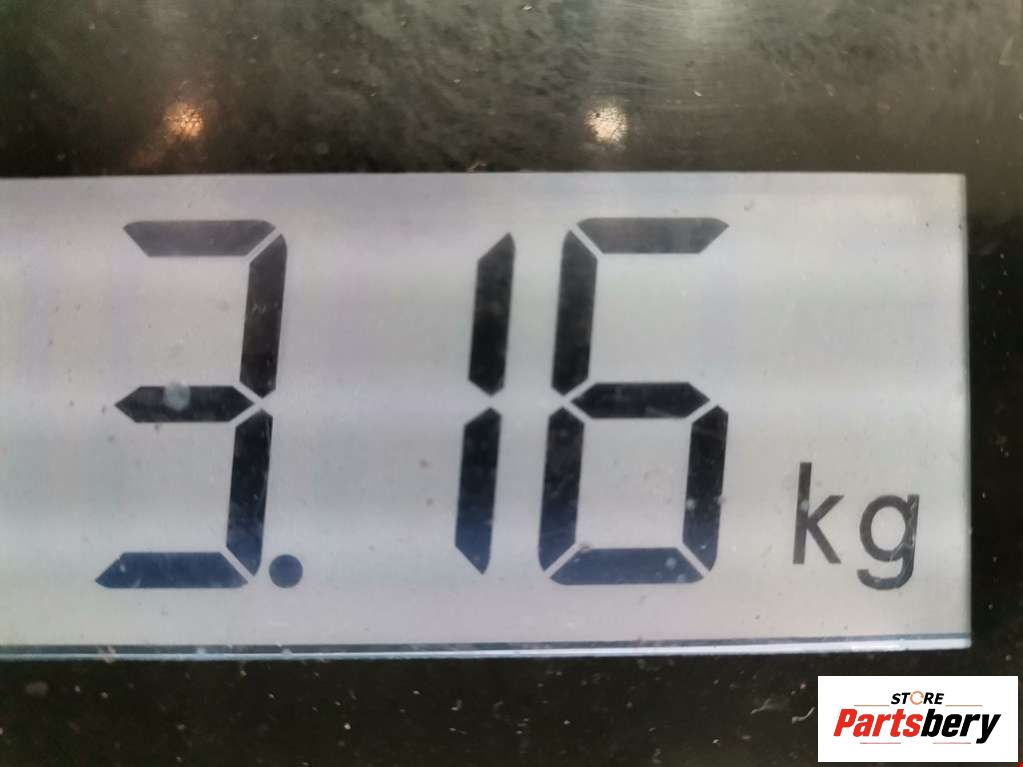 3.16 kg
STORE
Partsbery